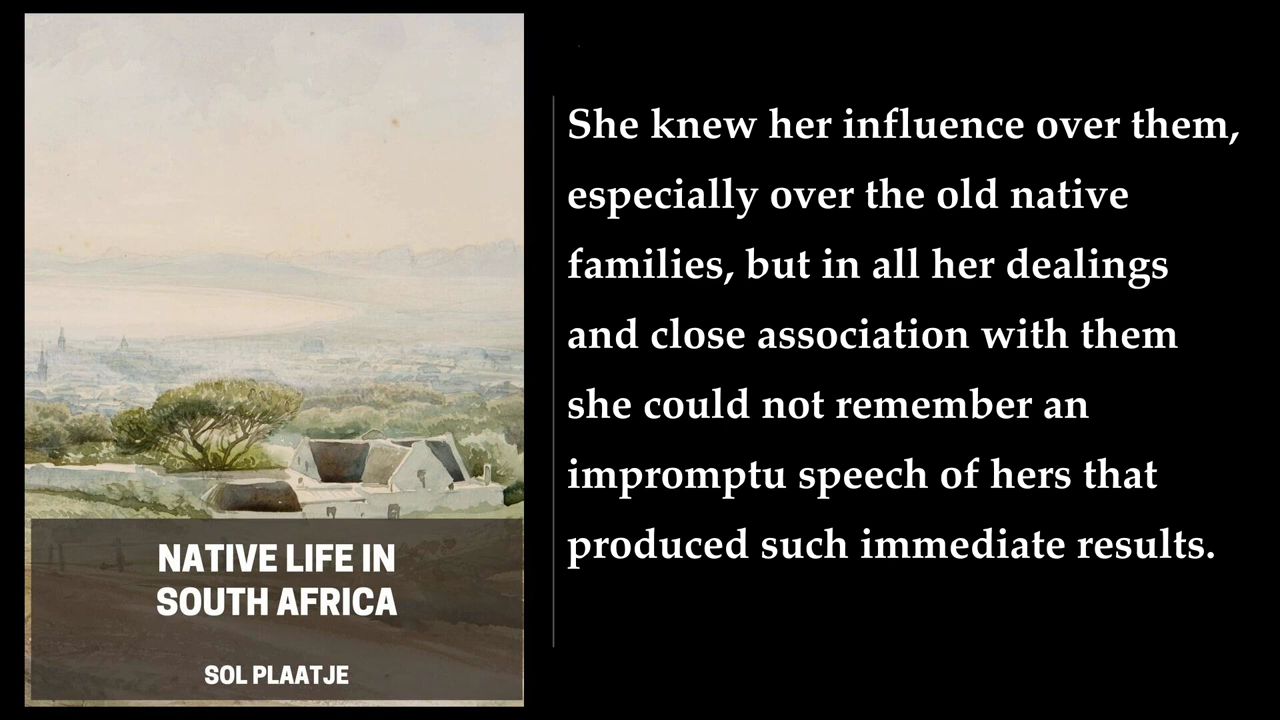 NATIVE LIFE IN
SOUTH AFRICA
SOL PLAATJE
She knew her influence over them,
especially over the old native
families, but in all her dealings
and close association with them
she could not remember an
impromptu speech of hers that
produced such immediate results.